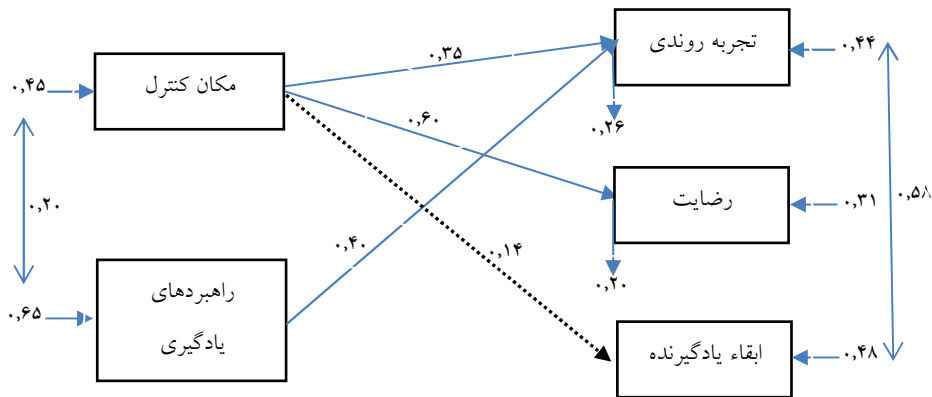 تجربه روندی
۰,۴۴
۰,۳۵
مکان کنترل
۰,۴۵
۰,۶۰
۰,۲۶
رضایت
۰,۳۱
۰,۵۸
۰,۲۰
۰,۴۰
۰,۱۴
۰,۲۰
راهبردهای
یادگیری
۰,۶۵
ابقاء یادگیرنده
۰,۴۸